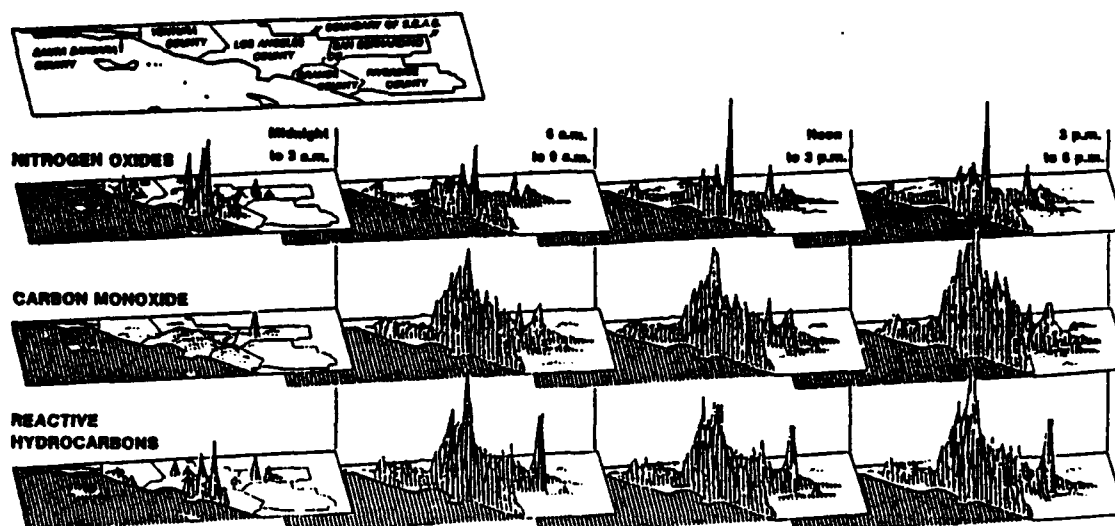 VENTURA
COUNTY
BOUNDARY OF S.C.A.G.
SANTA BARBARA
COUNTY
LOS ANGELES
COUNTY
SAN BERNARDINO
ORANGE
COUNTY
RIVERSIDE
COUNTY
Midnight
to 3 a.m.
6 a.m.
to 9 a.m.
Noon
to 3 p.m.
3 p.m.
to 6 p.m.
NITROGEN OXIDES
CARBON MONOXIDE
REACTIVE
HYDROCARBONS